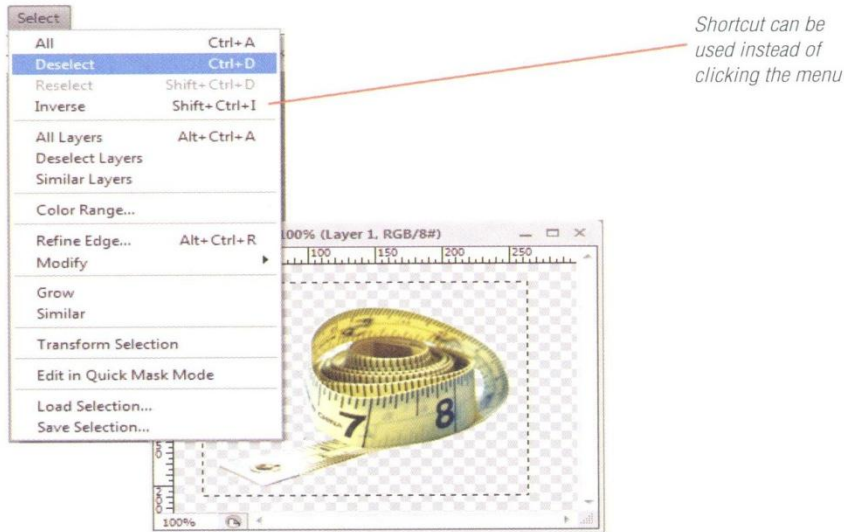 Select
All Ctrl+A
Deselect Ctrl+D
Reselect Shift+Ctrl+D
Inverse Shift+Ctrl+I
All Layers Alt+Ctrl+A
Deselect Layers
Similar Layers
Color Range...
Refine Edge... Alt+Ctrl+R
Modify
Grow
Similar
Transform Selection
Edit in Quick Mask Mode
Load Selection...
Save Selection...
Shortcut can be
used instead of
clicking the menu
100% (Layer 1, RGB/8#)
100 150 200 250
7 8
100%